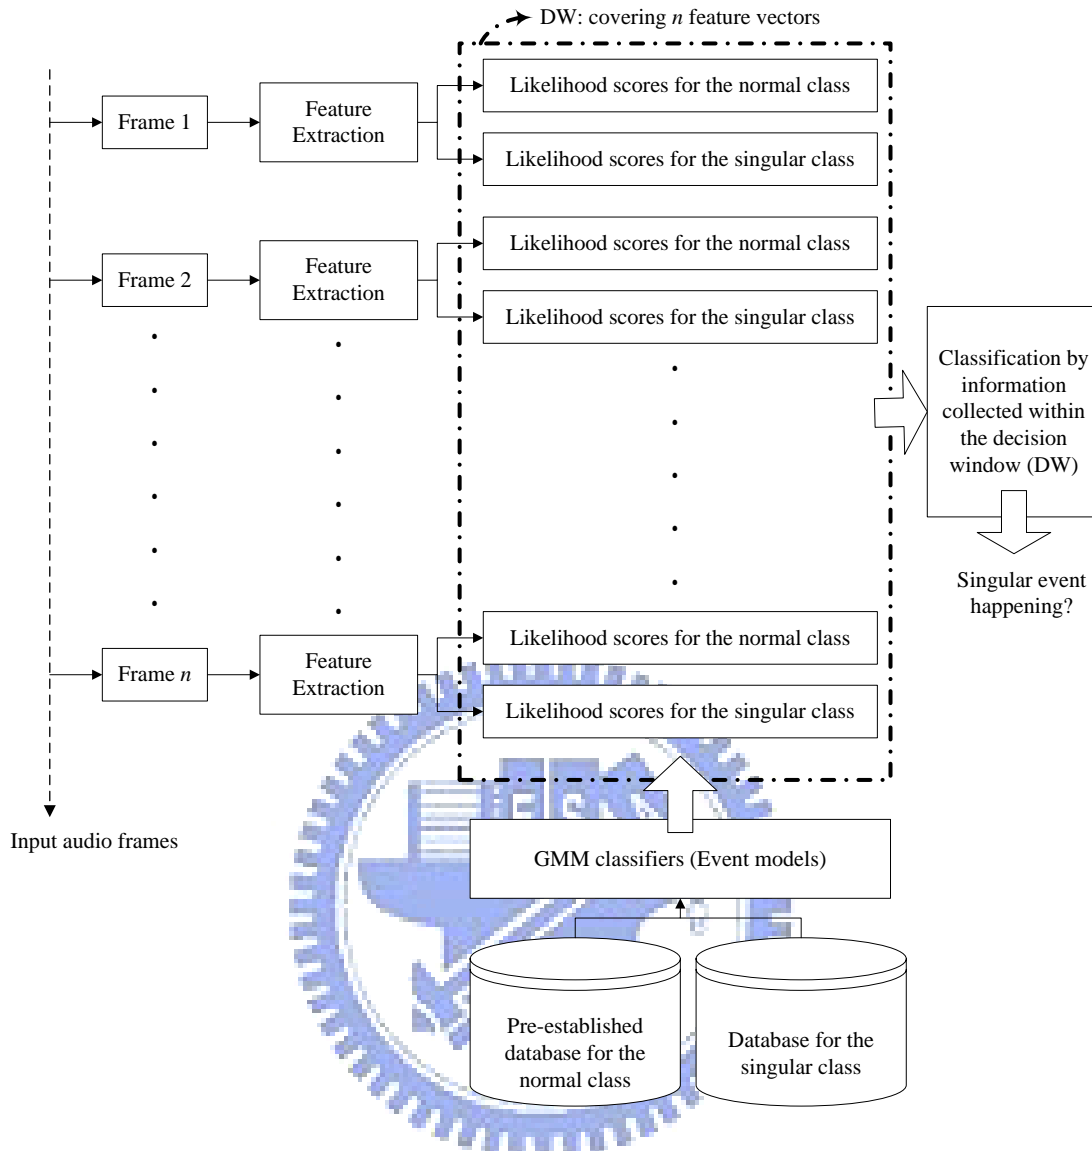 DW: covering n feature vectors
Frame 1
Feature
Extraction
Likelihood scores for the normal class
Likelihood scores for the singular class
Frame 2
Feature
Extraction
Likelihood scores for the normal class
Likelihood scores for the singular class
Classification by
information
collected within
the decision
window (DW)
Singular event
happening?
Frame n
Feature
Extraction
Likelihood scores for the normal class
Likelihood scores for the singular class
Input audio frames
GMM classifiers (Event models)
Pre-established
database for the
normal class
Database for the
singular class